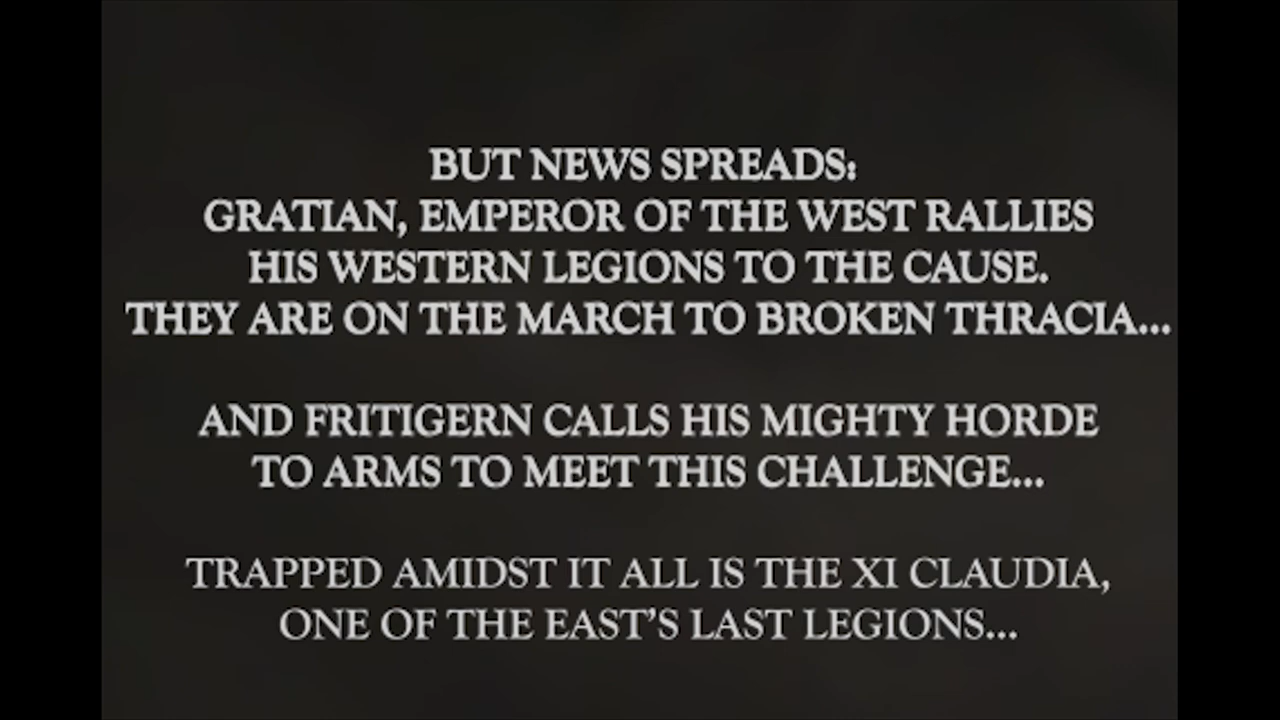 BUT NEWS SPREADS:
GRATIAN, EMPEROR OF THE WEST RALLIES
HIS WESTERN LEGIONS TO THE CAUSE.
THEY ARE ON THE MARCH TO BROKEN THRACIA...
AND FRITIGERN CALLS HIS MIGHTY HORDE
TO ARMS TO MEET THIS CHALLENGE...
TRAPPED AMIDST IT ALL IS THE XI CLAUDIA,
ONE OF THE EAST'S LAST LEGIONS...